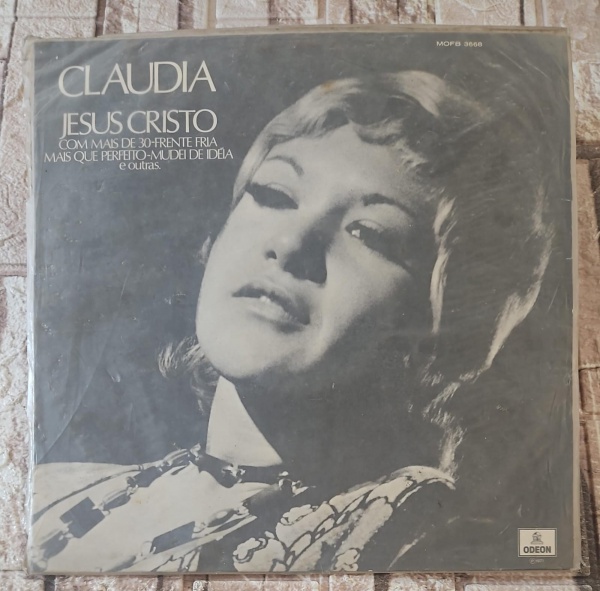 MOFB 3668
CLAUDIA
JESUS CRISTO
COM MAIS DE 30-FRENTE FRIA
MAIS QUE PERFEITO-MUDEI DE IDÉIA
e outras.
ODEON